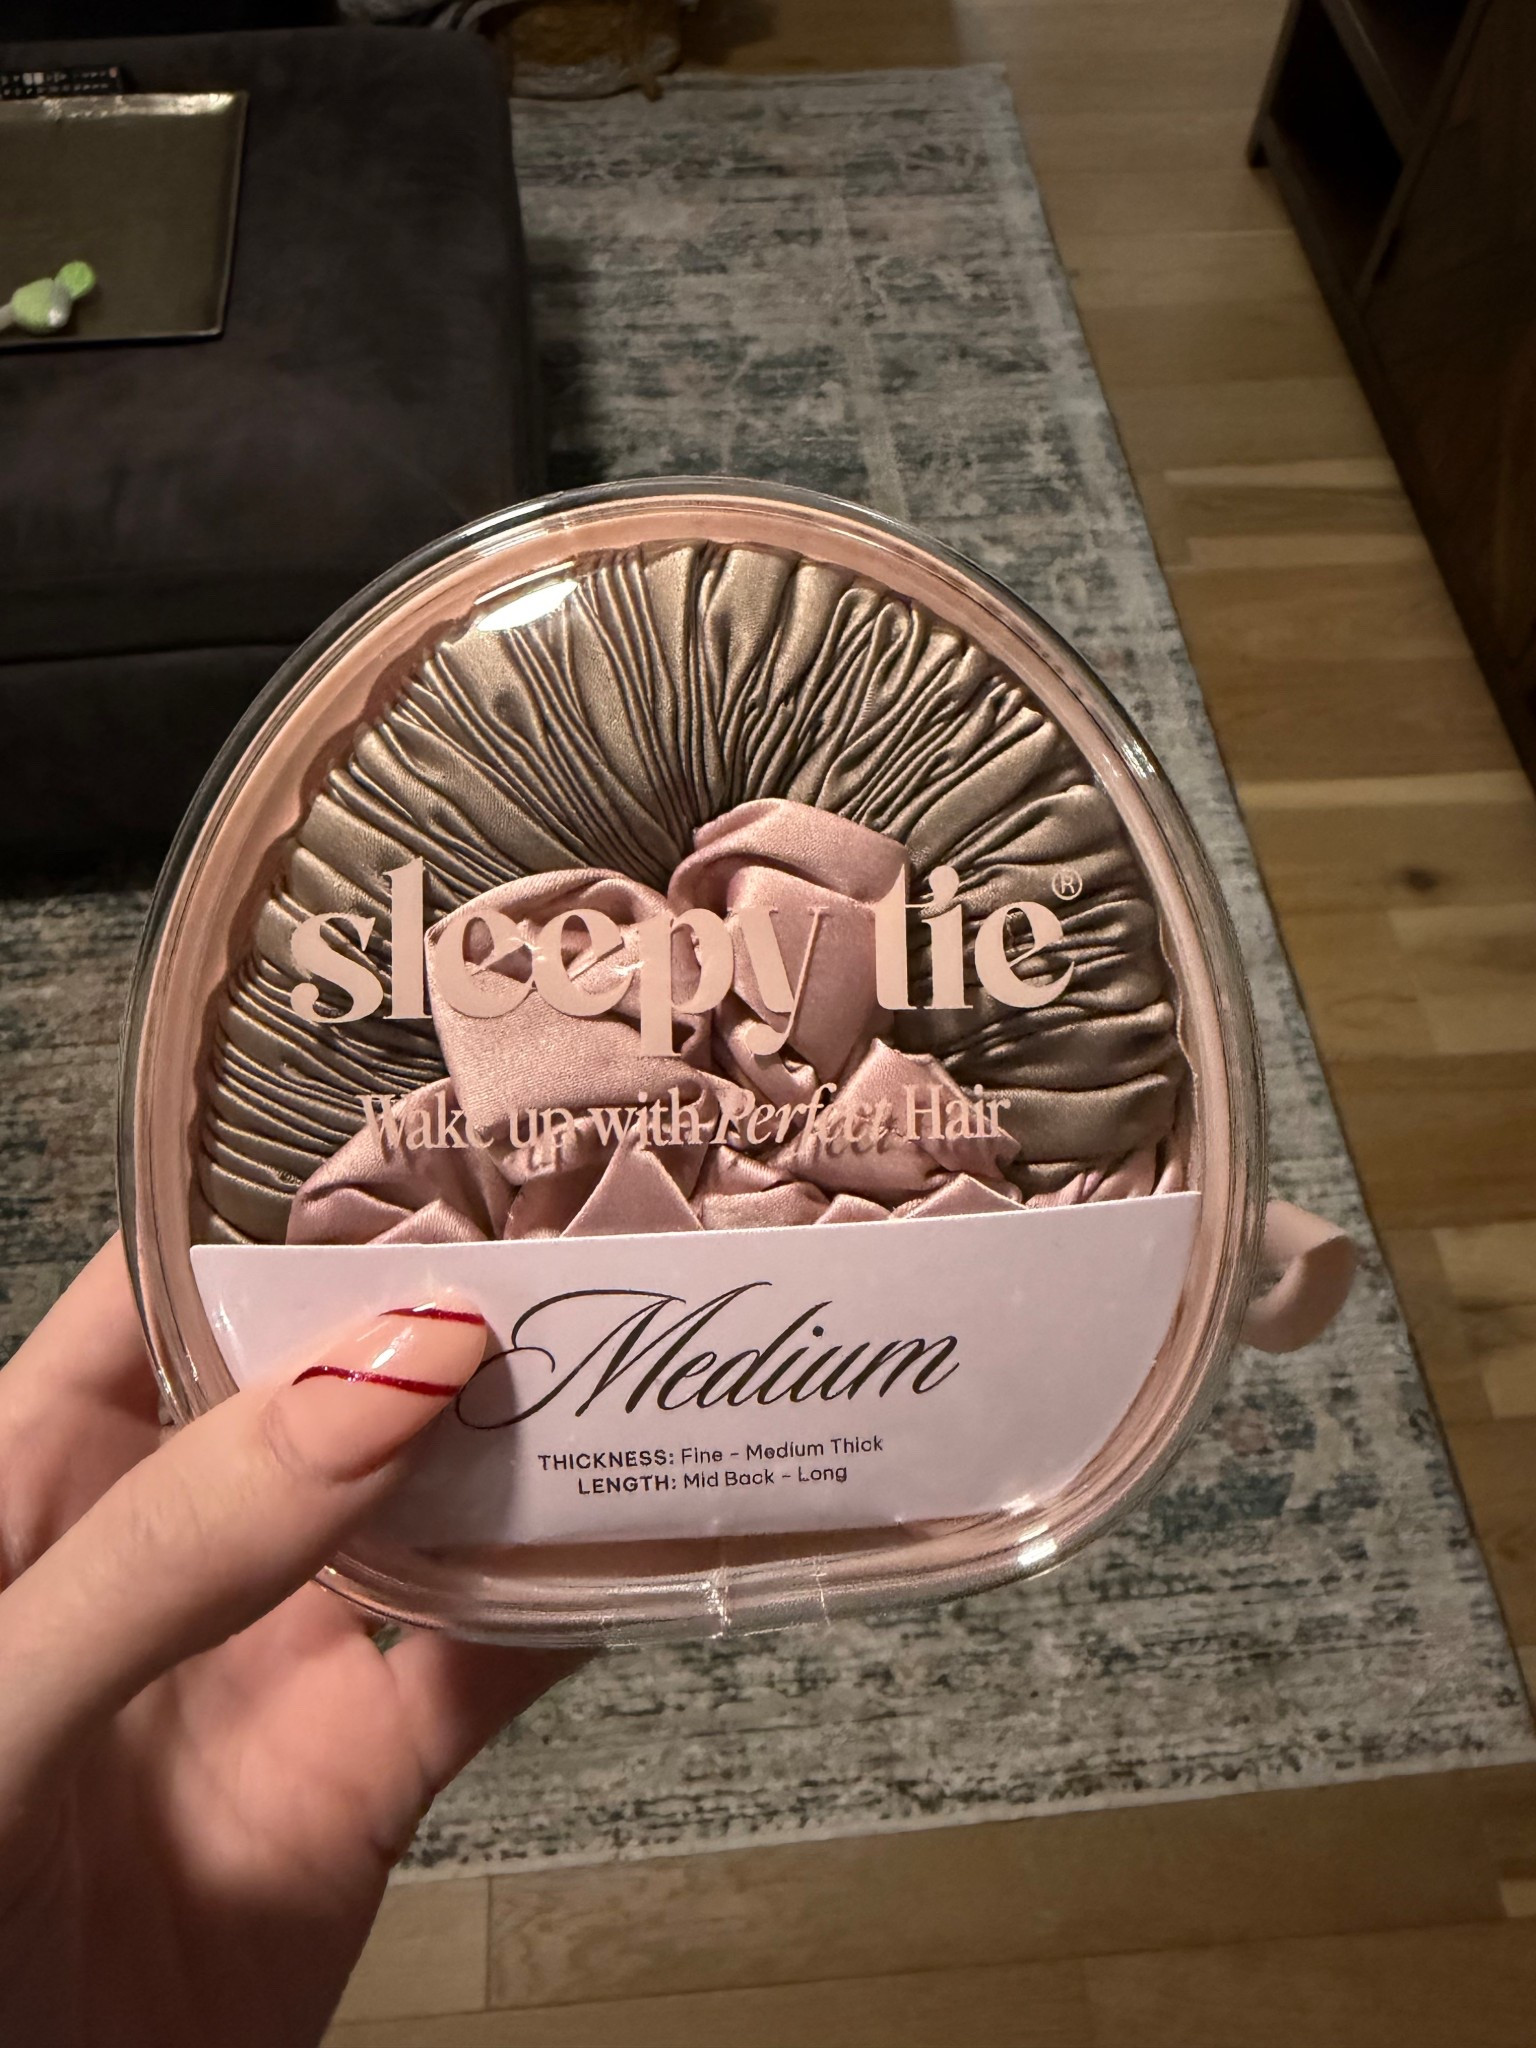 sleepy tie®
Wake up with Perfect Hair
Medium
THICKNESS: Fine - Medium Thick
LENGTH: Mid Back - Long